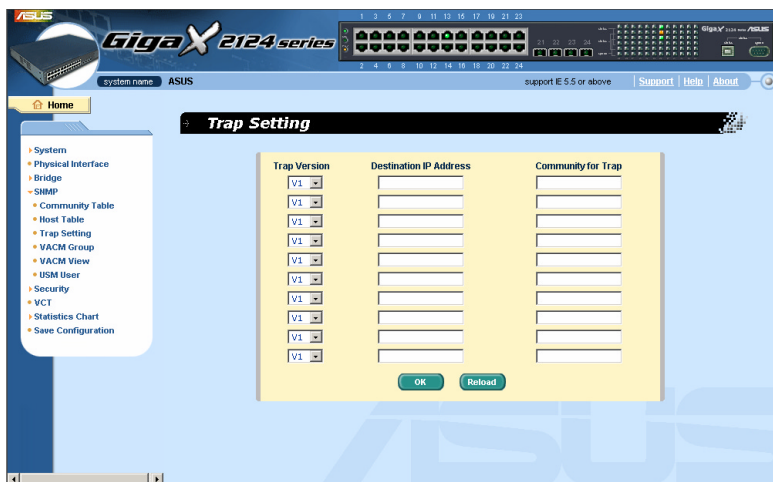 ASUS
GigaX 2124 series
1 3 5 7 9 11 13 15 17 19 21 23
21 22 23 24
GigaX 2124 ASUS
2 4 6 8 10 12 14 16 18 20 22 24
system name ASUS
support IE 5.5 or above
Support | Help | About
Home
Trap Setting
System
Physical Interface
Bridge
SNMP
Community Table
Host Table
Trap Setting
VACM Group
VACM View
USM User
Security
VCT
Statistics Chart
Save Configuration
Trap Version Destination IP Address Community for Trap
V1
V1
V1
V1
V1
V1
V1
V1
V1
V1
OK Reload
ASUS